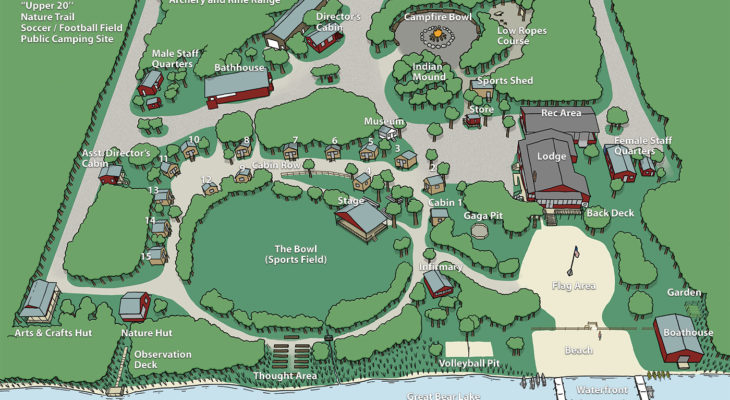 Archery and Rifle Range
"Upper 20"
Nature Trail
Soccer / Football Field
Public Camping Site
Director's
Cabin
Campfire Bowl
Low Ropes
Course
Male Staff
Quarters
Bathhouse
Indian
Mound
Sports Shed
Store
Rec Area
Museum
Female Staff
Quarters
Asst. Director's
Cabin
Lodge
10
8
7
6
5
3
11
9
Cabin Row
4
2
12
13
14
15
Stage
Cabin 1
Gaga Pit
Back Deck
The Bowl
(Sports Field)
Infirmary
Flag Area
Garden
Arts & Crafts Hut
Nature Hut
Boathouse
Observation
Deck
Thought Area
Volleyball Pit
Beach
Great Bear Lake
Waterfront